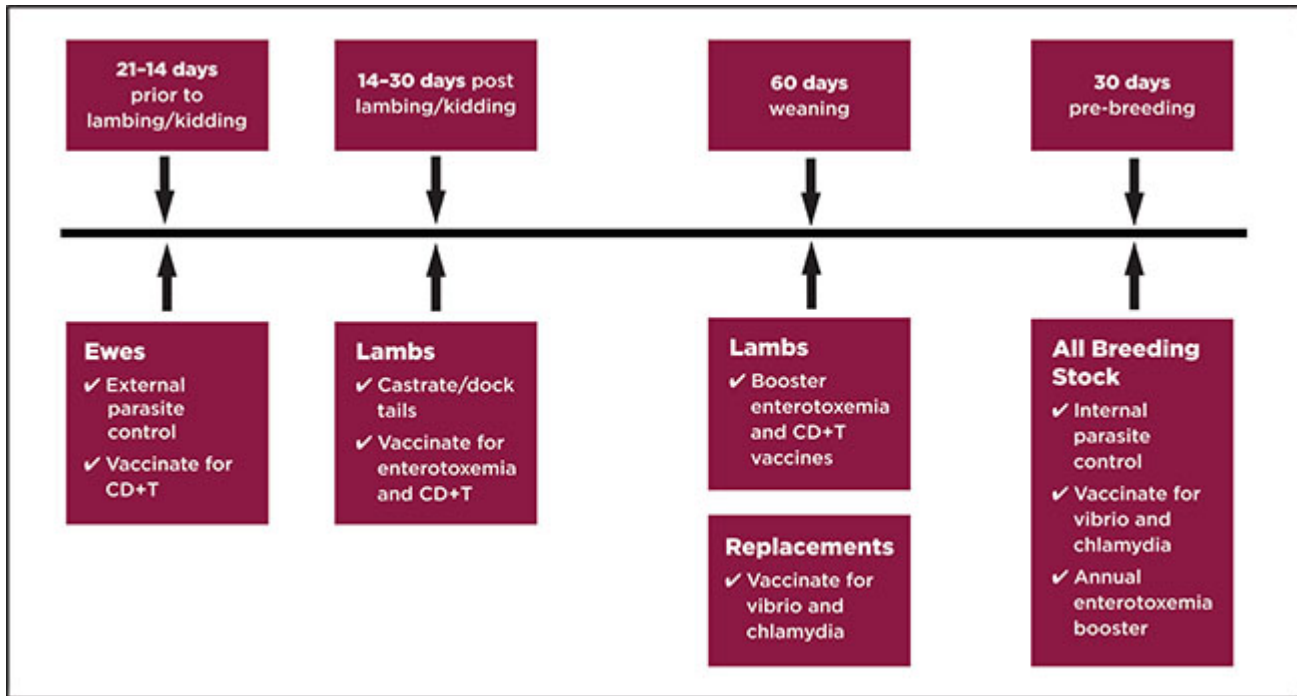 21–14 days
prior to
lambing/kidding
14–30 days post
lambing/kidding
60 days
weaning
30 days
pre-breeding
Ewes
✔ External
parasite
control
✔ Vaccinate for
CD+T
Lambs
✔ Castrate/dock
tails
✔ Vaccinate for
enterotoxemia
and CD+T
Lambs
✔ Booster
enterotoxemia
and CD+T
vaccines
Replacements
✔ Vaccinate for
vibrio and
chlamydia
All Breeding
Stock
✔ Internal
parasite
control
✔ Vaccinate for
vibrio and
chlamydia
✔ Annual
enterotoxemia
booster